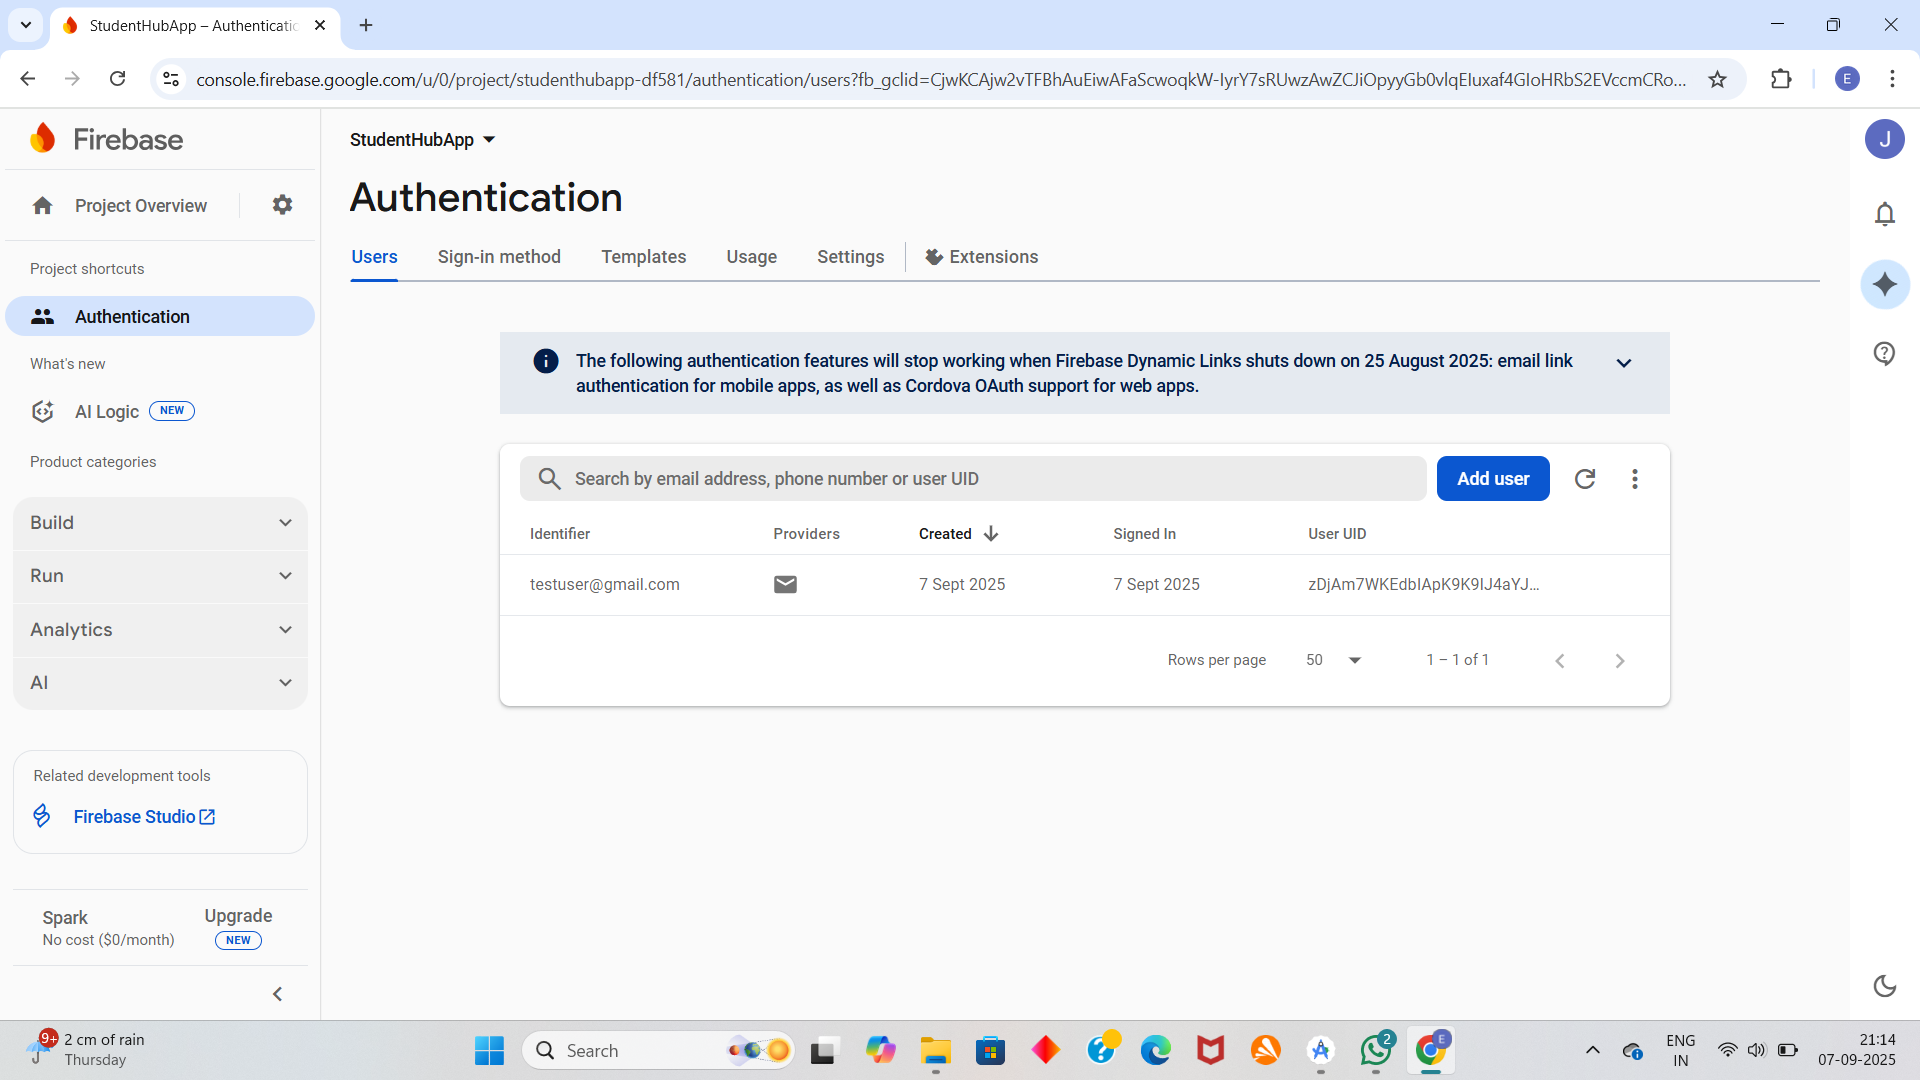 StudentHubApp – Authenticatio
console.firebase.google.com/u/0/project/studenthubapp-df581/authentication/users?fb_gclid=CjwKCAjw2vTFBhAuEiwAFaScwoqkW-IyrY7sRUwzAwZCJiOpyyGb0vlqEIuxaf4GIoHRbS2EVccmCRo...
E
Firebase
StudentHubApp
J
Project Overview
Authentication
Users
Sign-in method
Templates
Usage
Settings
Extensions
Project shortcuts
Authentication
What's new
AI Logic
NEW
Product categories
Build
Run
Analytics
AI
Related development tools
Firebase Studio
Spark
No cost ($0/month)
Upgrade
NEW
The following authentication features will stop working when Firebase Dynamic Links shuts down on 25 August 2025: email link
authentication for mobile apps, as well as Cordova OAuth support for web apps.
Search by email address, phone number or user UID
Add user
Identifier
Providers
Created
Signed In
User UID
testuser@gmail.com
7 Sept 2025
7 Sept 2025
zDjAm7WKEdbIApK9K9IJ4aYJ...
Rows per page
50
1 – 1 of 1
9+
2 cm of rain
Thursday
Search
2
E
ENG
IN
21:14
07-09-2025